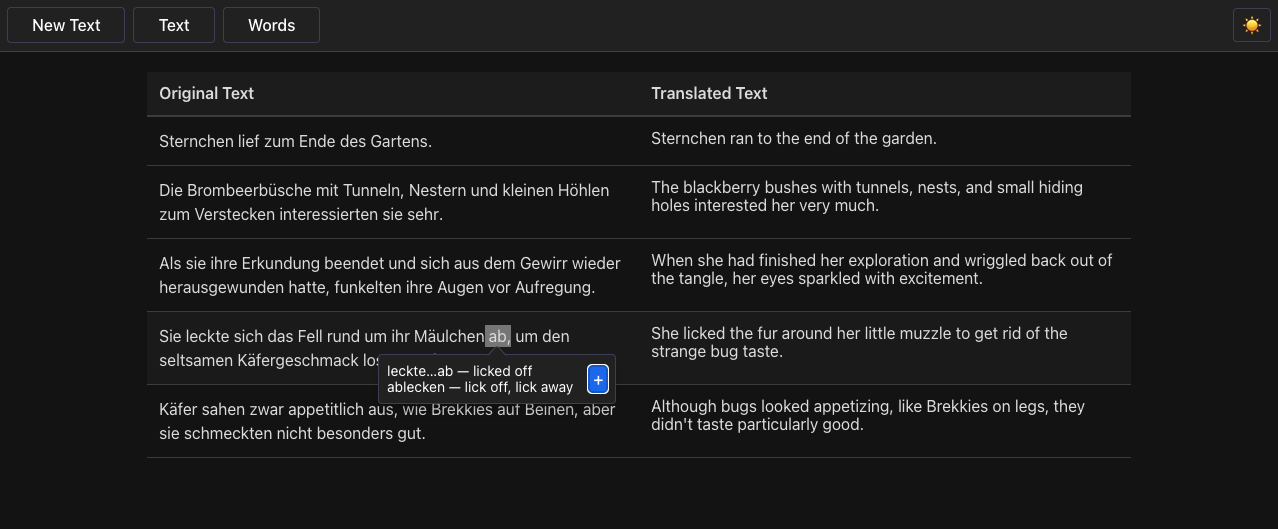 New Text
Text
Words
Original Text
Translated Text
Sternchen lief zum Ende des Gartens.
Sternchen ran to the end of the garden.
Die Brombeerbüsche mit Tunneln, Nestern und kleinen Höhlen
zum Verstecken interessierten sie sehr.
The blackberry bushes with tunnels, nests, and small hiding
holes interested her very much.
Als sie ihre Erkundung beendet und sich aus dem Gewirr wieder
herausgewunden hatte, funkelten ihre Augen vor Aufregung.
When she had finished her exploration and wriggled back out of
the tangle, her eyes sparkled with excitement.
Sie leckte sich das Fell rund um ihr Mäulchen ab, um den
seltsamen Käfergeschmack
She licked the fur around her little muzzle to get rid of the
strange bug taste.
leckte...ab — licked off
ablecken — lick off, lick away
+
Käfer sahen zwar appetitlich aus, wie Brekkies auf Beinen, aber
sie schmeckten nicht besonders gut.
Although bugs looked appetizing, like Brekkies on legs, they
didn't taste particularly good.